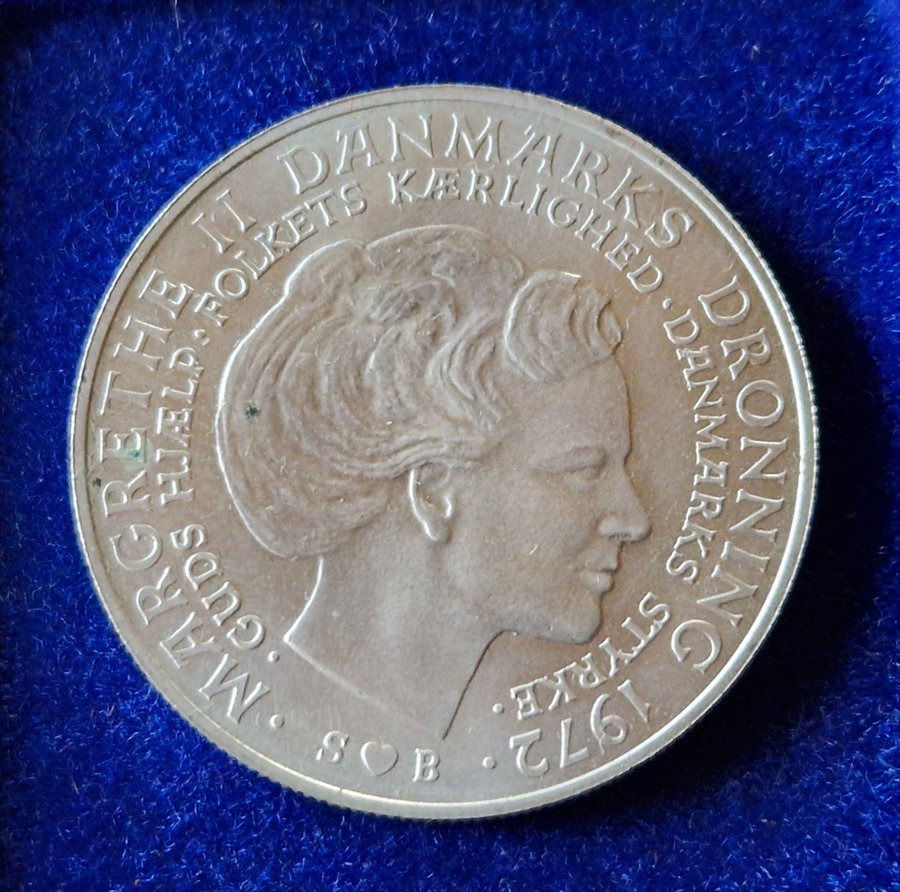 · MARGRETHE II DANMARKS DRONNING 1972 ·
· GUDS HJÆLP · FOLKETS KÆRLIGHED · DANMARKS STYRKE ·
S ♡ B